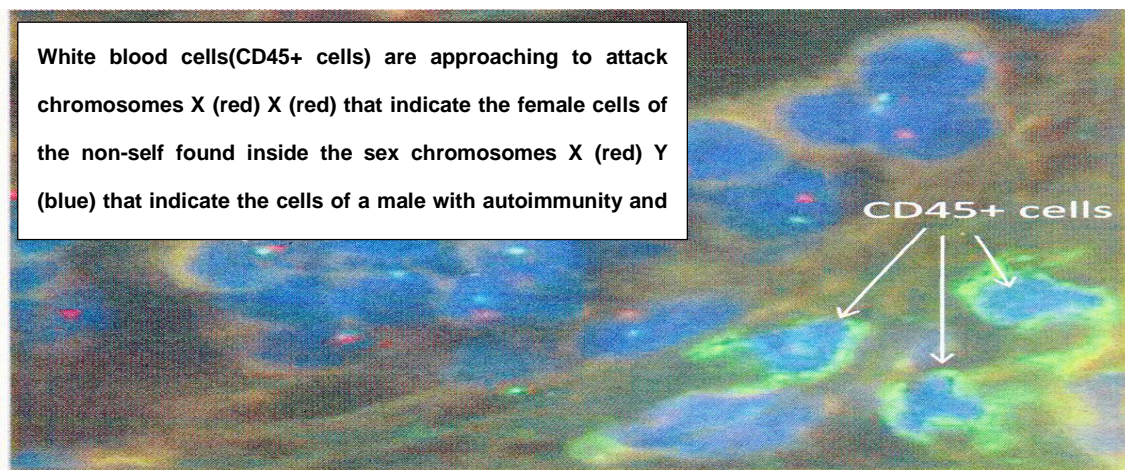 White blood cells(CD45+ cells) are approaching to attack
chromosomes X (red) X (red) that indicate the female cells of
the non-self found inside the sex chromosomes X (red) Y
(blue) that indicate the cells of a male with autoimmunity and
CD45+ cells